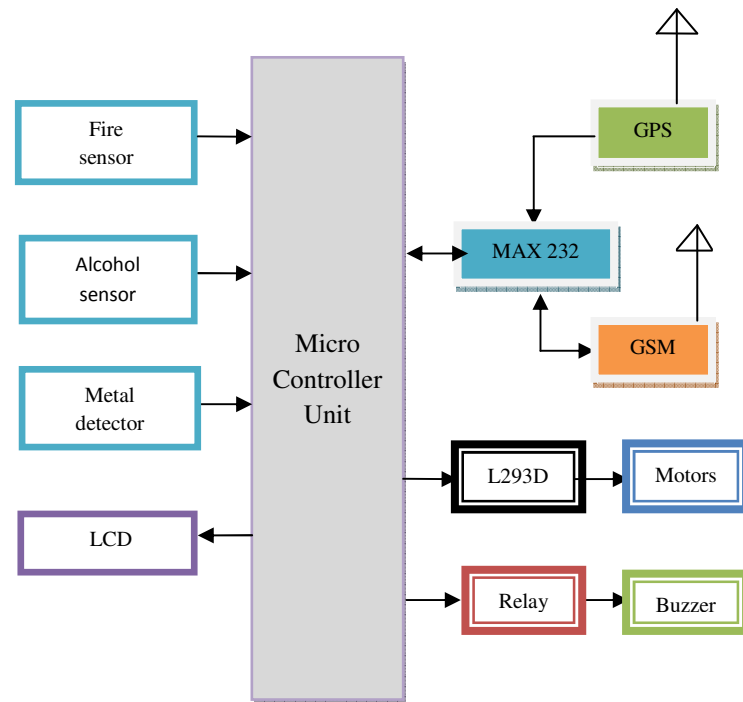 Fire
sensor
Alcohol
sensor
Metal
detector
LCD
Micro
Controller
Unit
GPS
MAX 232
GSM
L293D
Motors
Relay
Buzzer